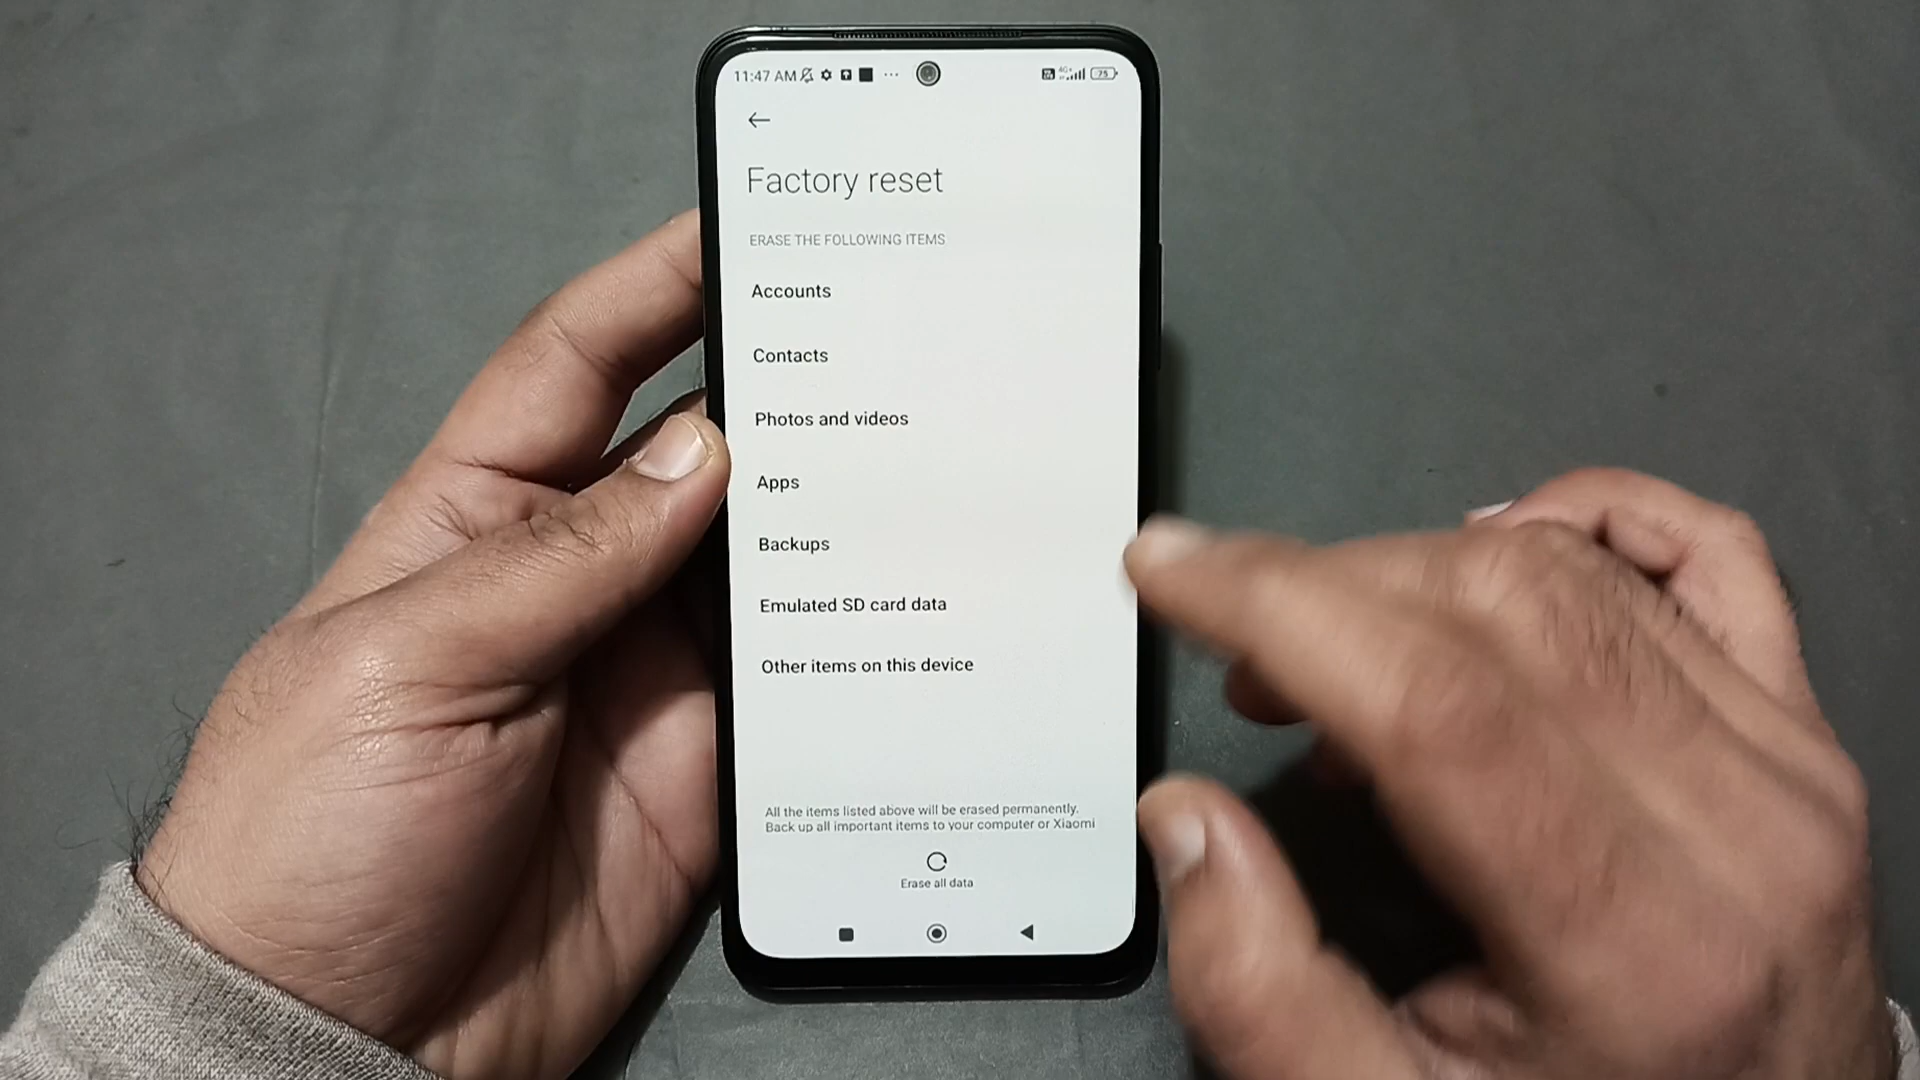 11:47 AM
4G+
75
Factory reset
ERASE THE FOLLOWING ITEMS
Accounts
Contacts
Photos and videos
Apps
Backups
Emulated SD card data
Other items on this device
All the items listed above will be erased permanently.
Back up all important items to your computer or Xiaomi
Erase all data